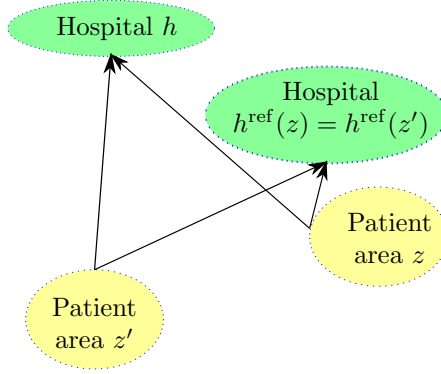 Hospital h
Hospital
h^ref(z) = h^ref(z′)
Patient
area z
Patient
area z′